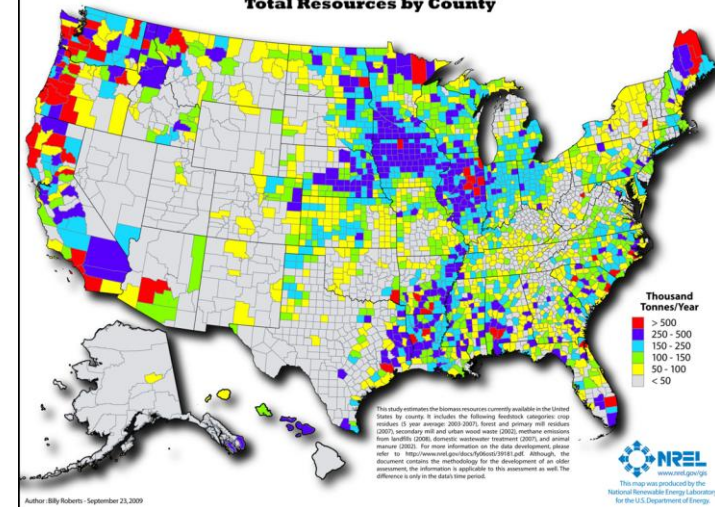 Total Resources by County
Thousand
Tonnes/Year
> 500
250 - 500
150 - 250
100 - 150
50 - 100
< 50
This study estimates the biomass resources currently available in the United
States by county. It includes the following feedstock categories: crop
residues (5 year average: 2003-2007), forest and primary mill residues
(2007), secondary mill and urban wood waste (2002), methane emissions
from landfills (2008), domestic wastewater treatment (2007), and animal
manure (2002). For more information on the data development, please
refer to http://www.nrel.gov/docs/fy06osti/39181.pdf. Although, the
document contains the methodology for the development of an older
assessment, the information is applicable to this assessment as well. The
difference is only in the data's time period.
NREL
www.nrel.gov/gis
This map was produced by the
National Renewable Energy Laboratory
for the U.S. Department of Energy.
Author : Billy Roberts - September 23, 2009